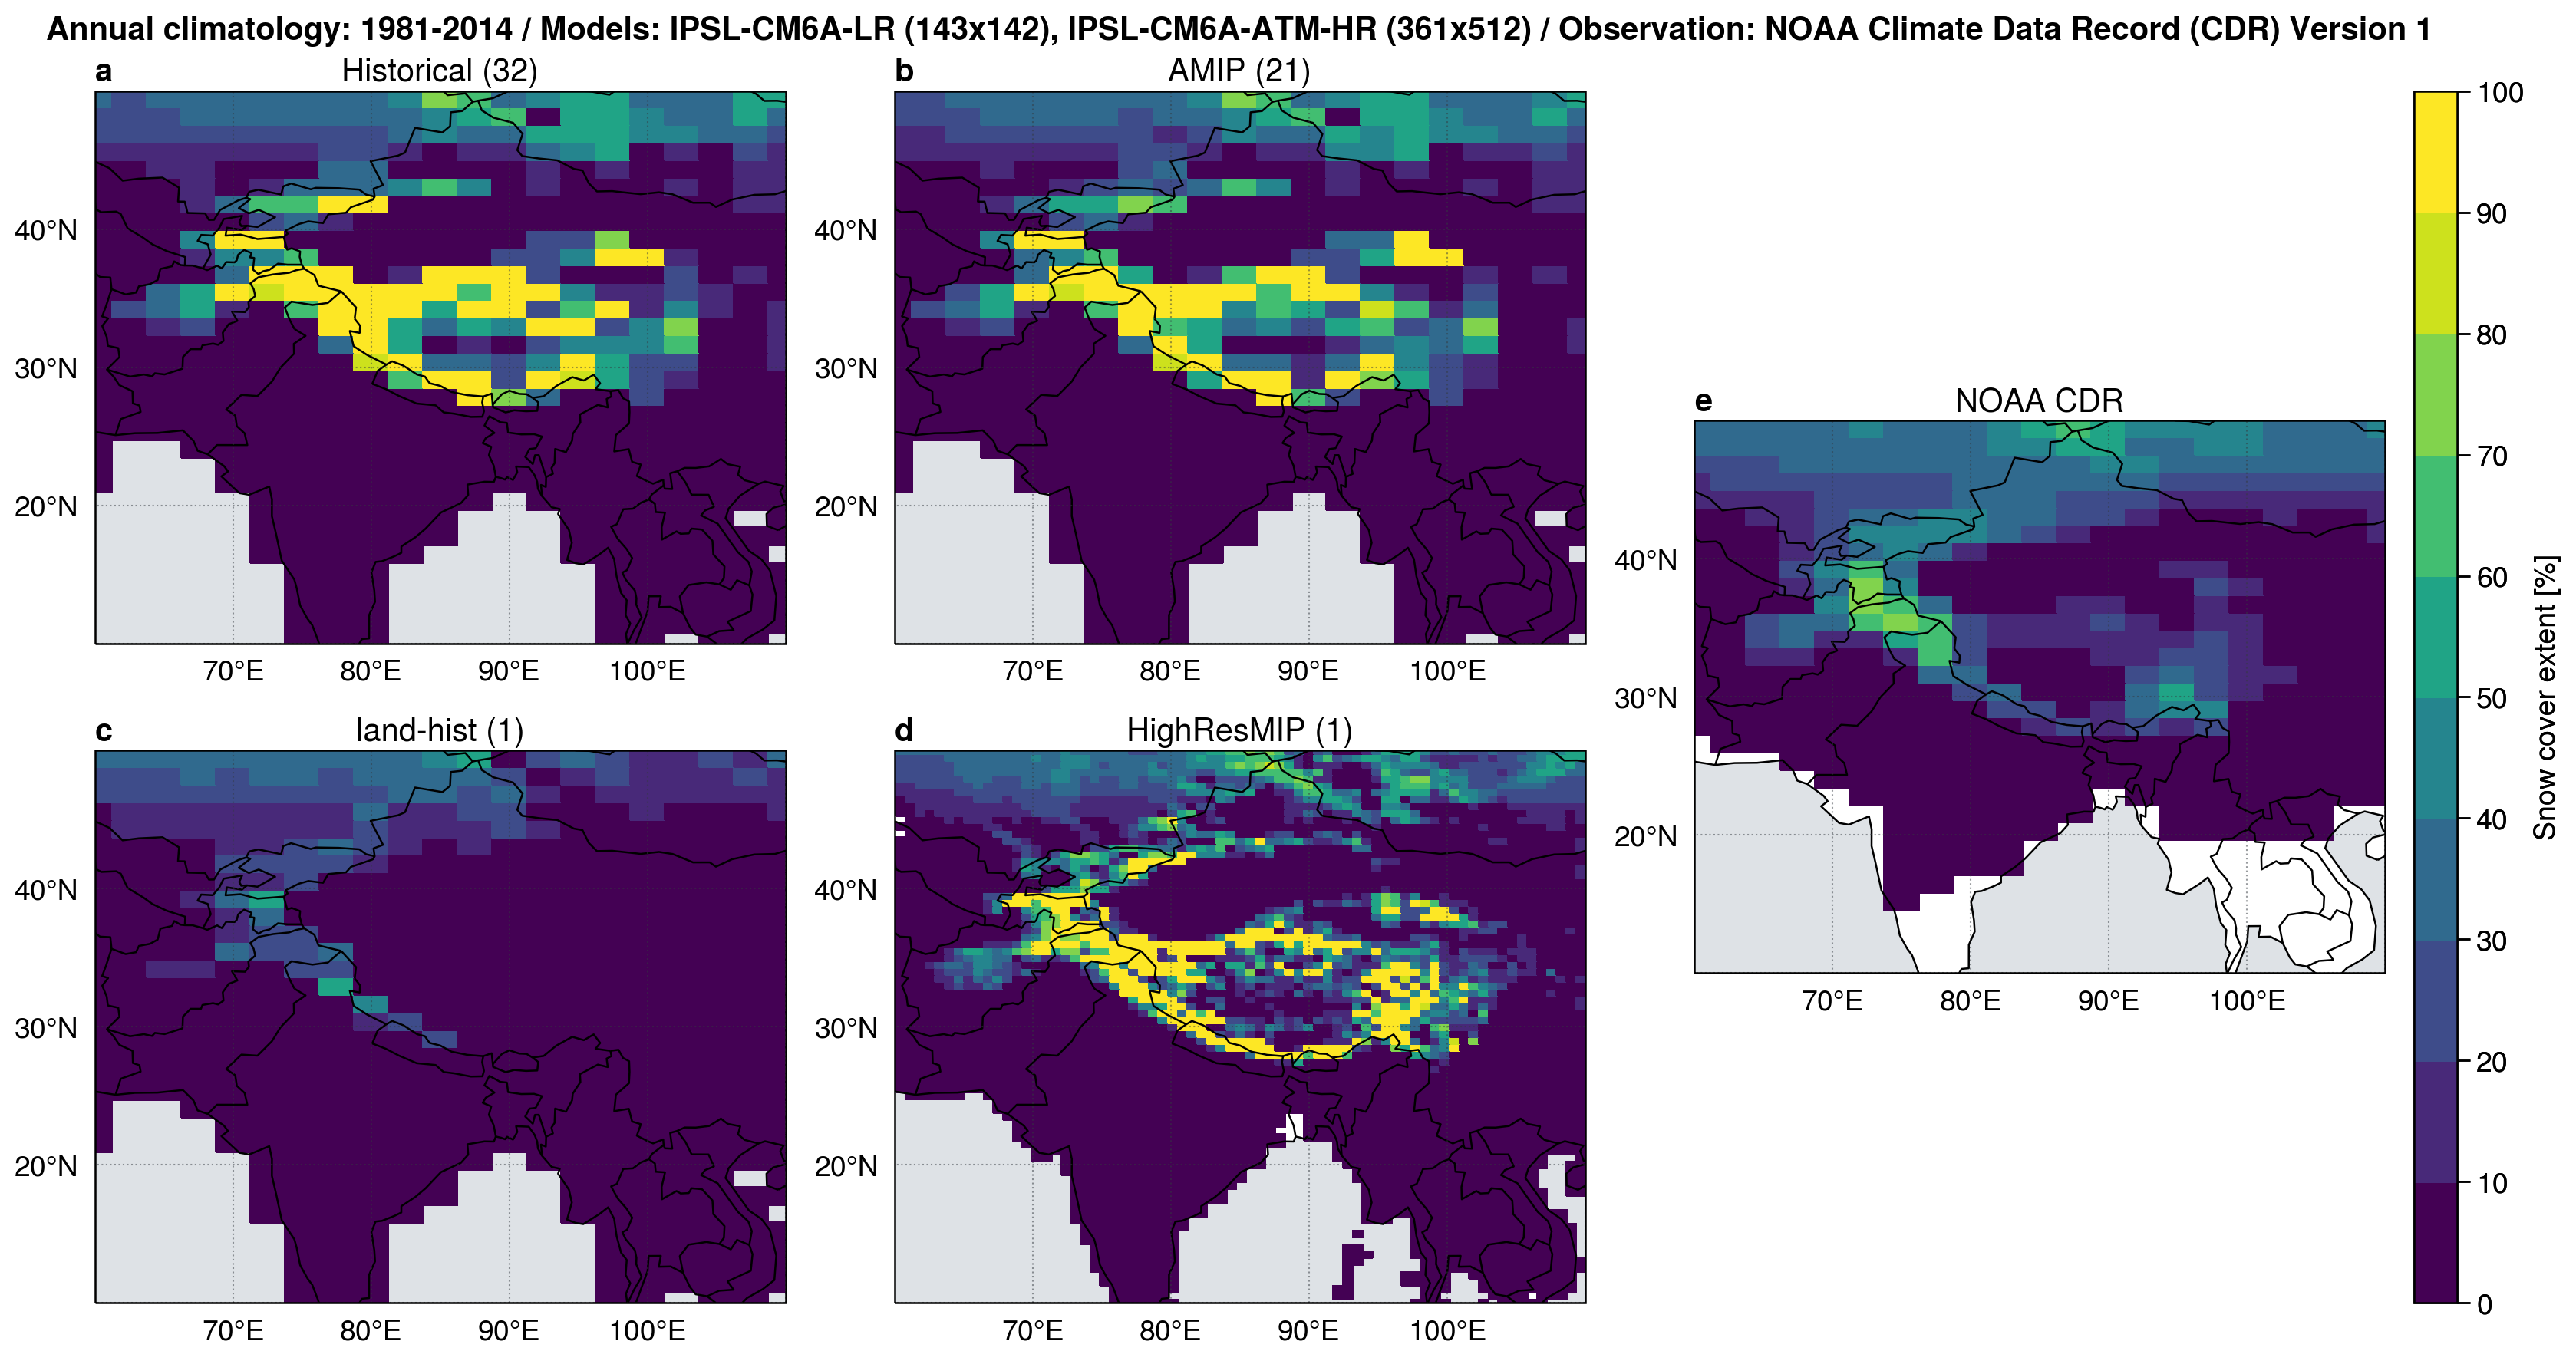 Annual climatology: 1981-2014 / Models: IPSL-CM6A-LR (143x142), IPSL-CM6A-ATM-HR (361x512) / Observation: NOAA Climate Data Record (CDR) Version 1
a Historical (32)
40°N
30°N
20°N
70°E 80°E 90°E 100°E
b AMIP (21)
40°N
30°N
20°N
70°E 80°E 90°E 100°E
c land-hist (1)
40°N
30°N
20°N
70°E 80°E 90°E 100°E
d HighResMIP (1)
40°N
30°N
20°N
70°E 80°E 90°E 100°E
e NOAA CDR
40°N
30°N
20°N
70°E 80°E 90°E 100°E
100
90
80
70
60
50
40
30
20
10
0
Snow cover extent [%]